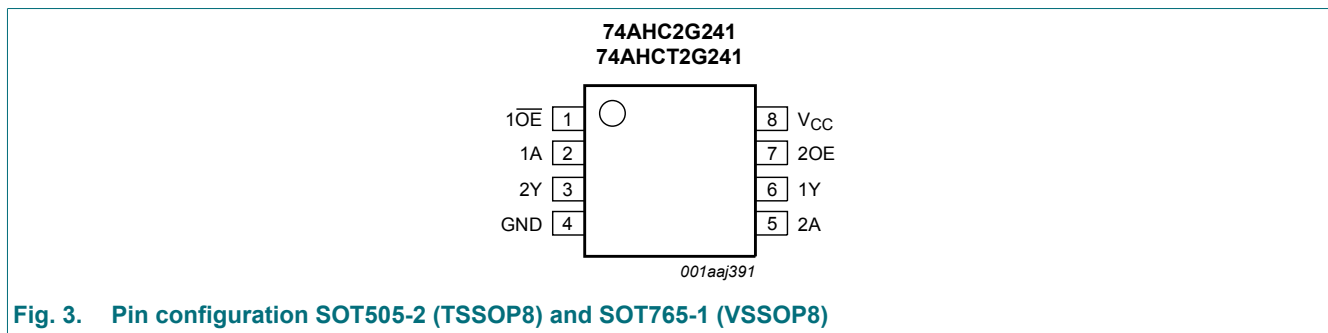 74AHC2G241
74AHCT2G241
1O̅E̅ 1 8 VCC
1A 2 7 2OE
2Y 3 6 1Y
GND 4 5 2A
001aaj391
Fig. 3. Pin configuration SOT505-2 (TSSOP8) and SOT765-1 (VSSOP8)